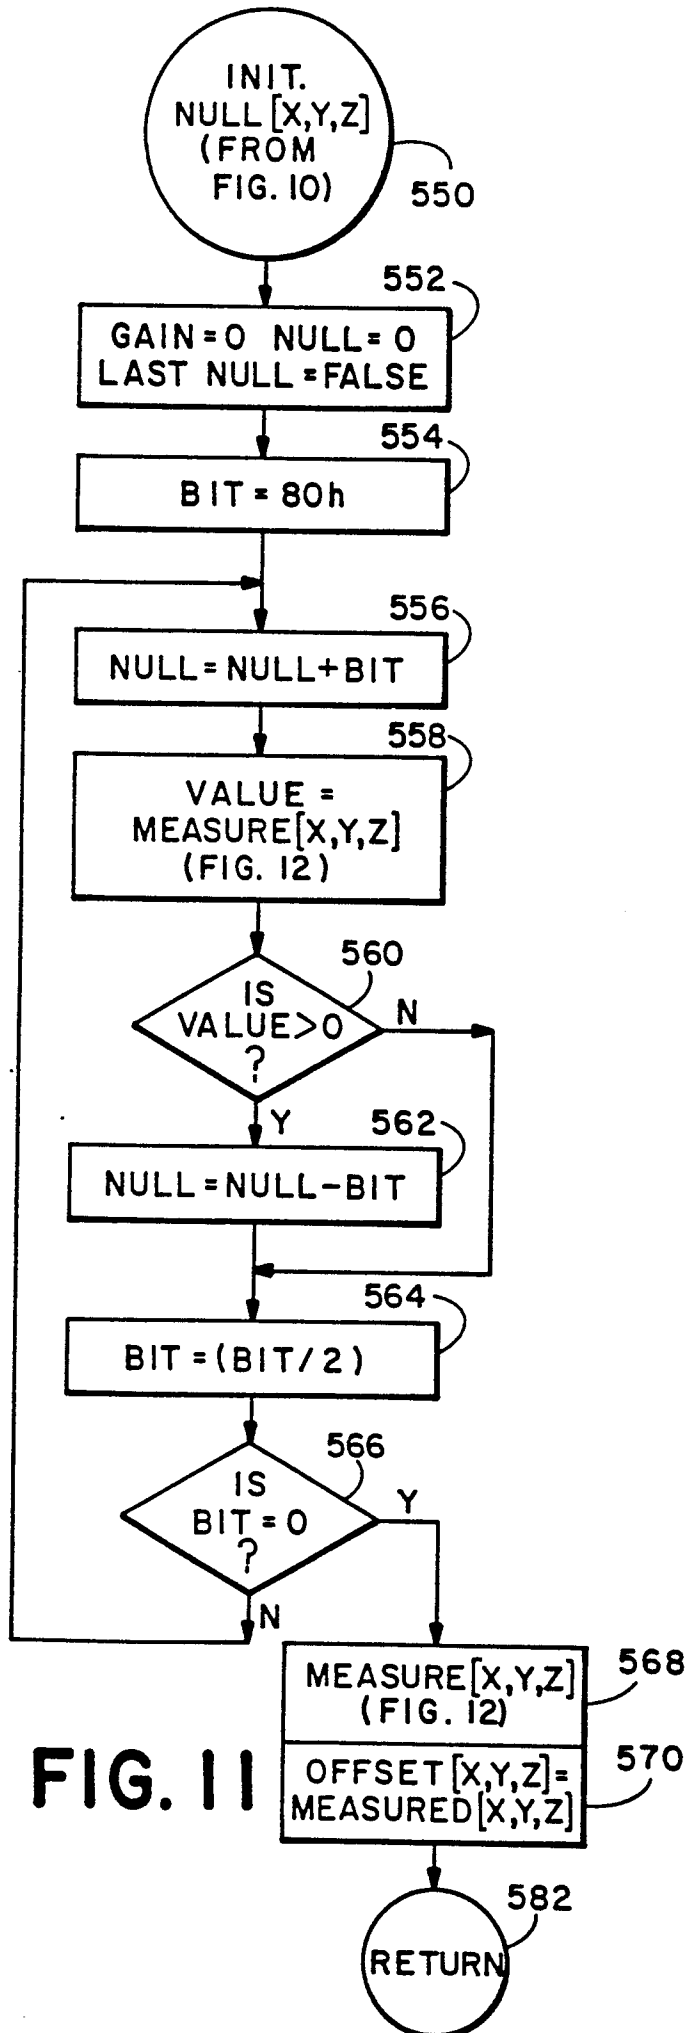 INIT.
NULL[X,Y,Z]
(FROM
FIG. 10)
550
552
GAIN=0 NULL=0
LAST NULL=FALSE
554
BIT = 80h
556
NULL=NULL+BIT
558
VALUE =
MEASURE[X,Y,Z]
(FIG. 12)
560
IS
VALUE>0
?
N
Y
562
NULL=NULL-BIT
564
BIT=(BIT/2)
566
IS
BIT=0
?
Y
N
568
MEASURE[X,Y,Z]
(FIG. 12)
570
OFFSET[X,Y,Z]=
MEASURED[X,Y,Z]
FIG. 11
582
RETURN